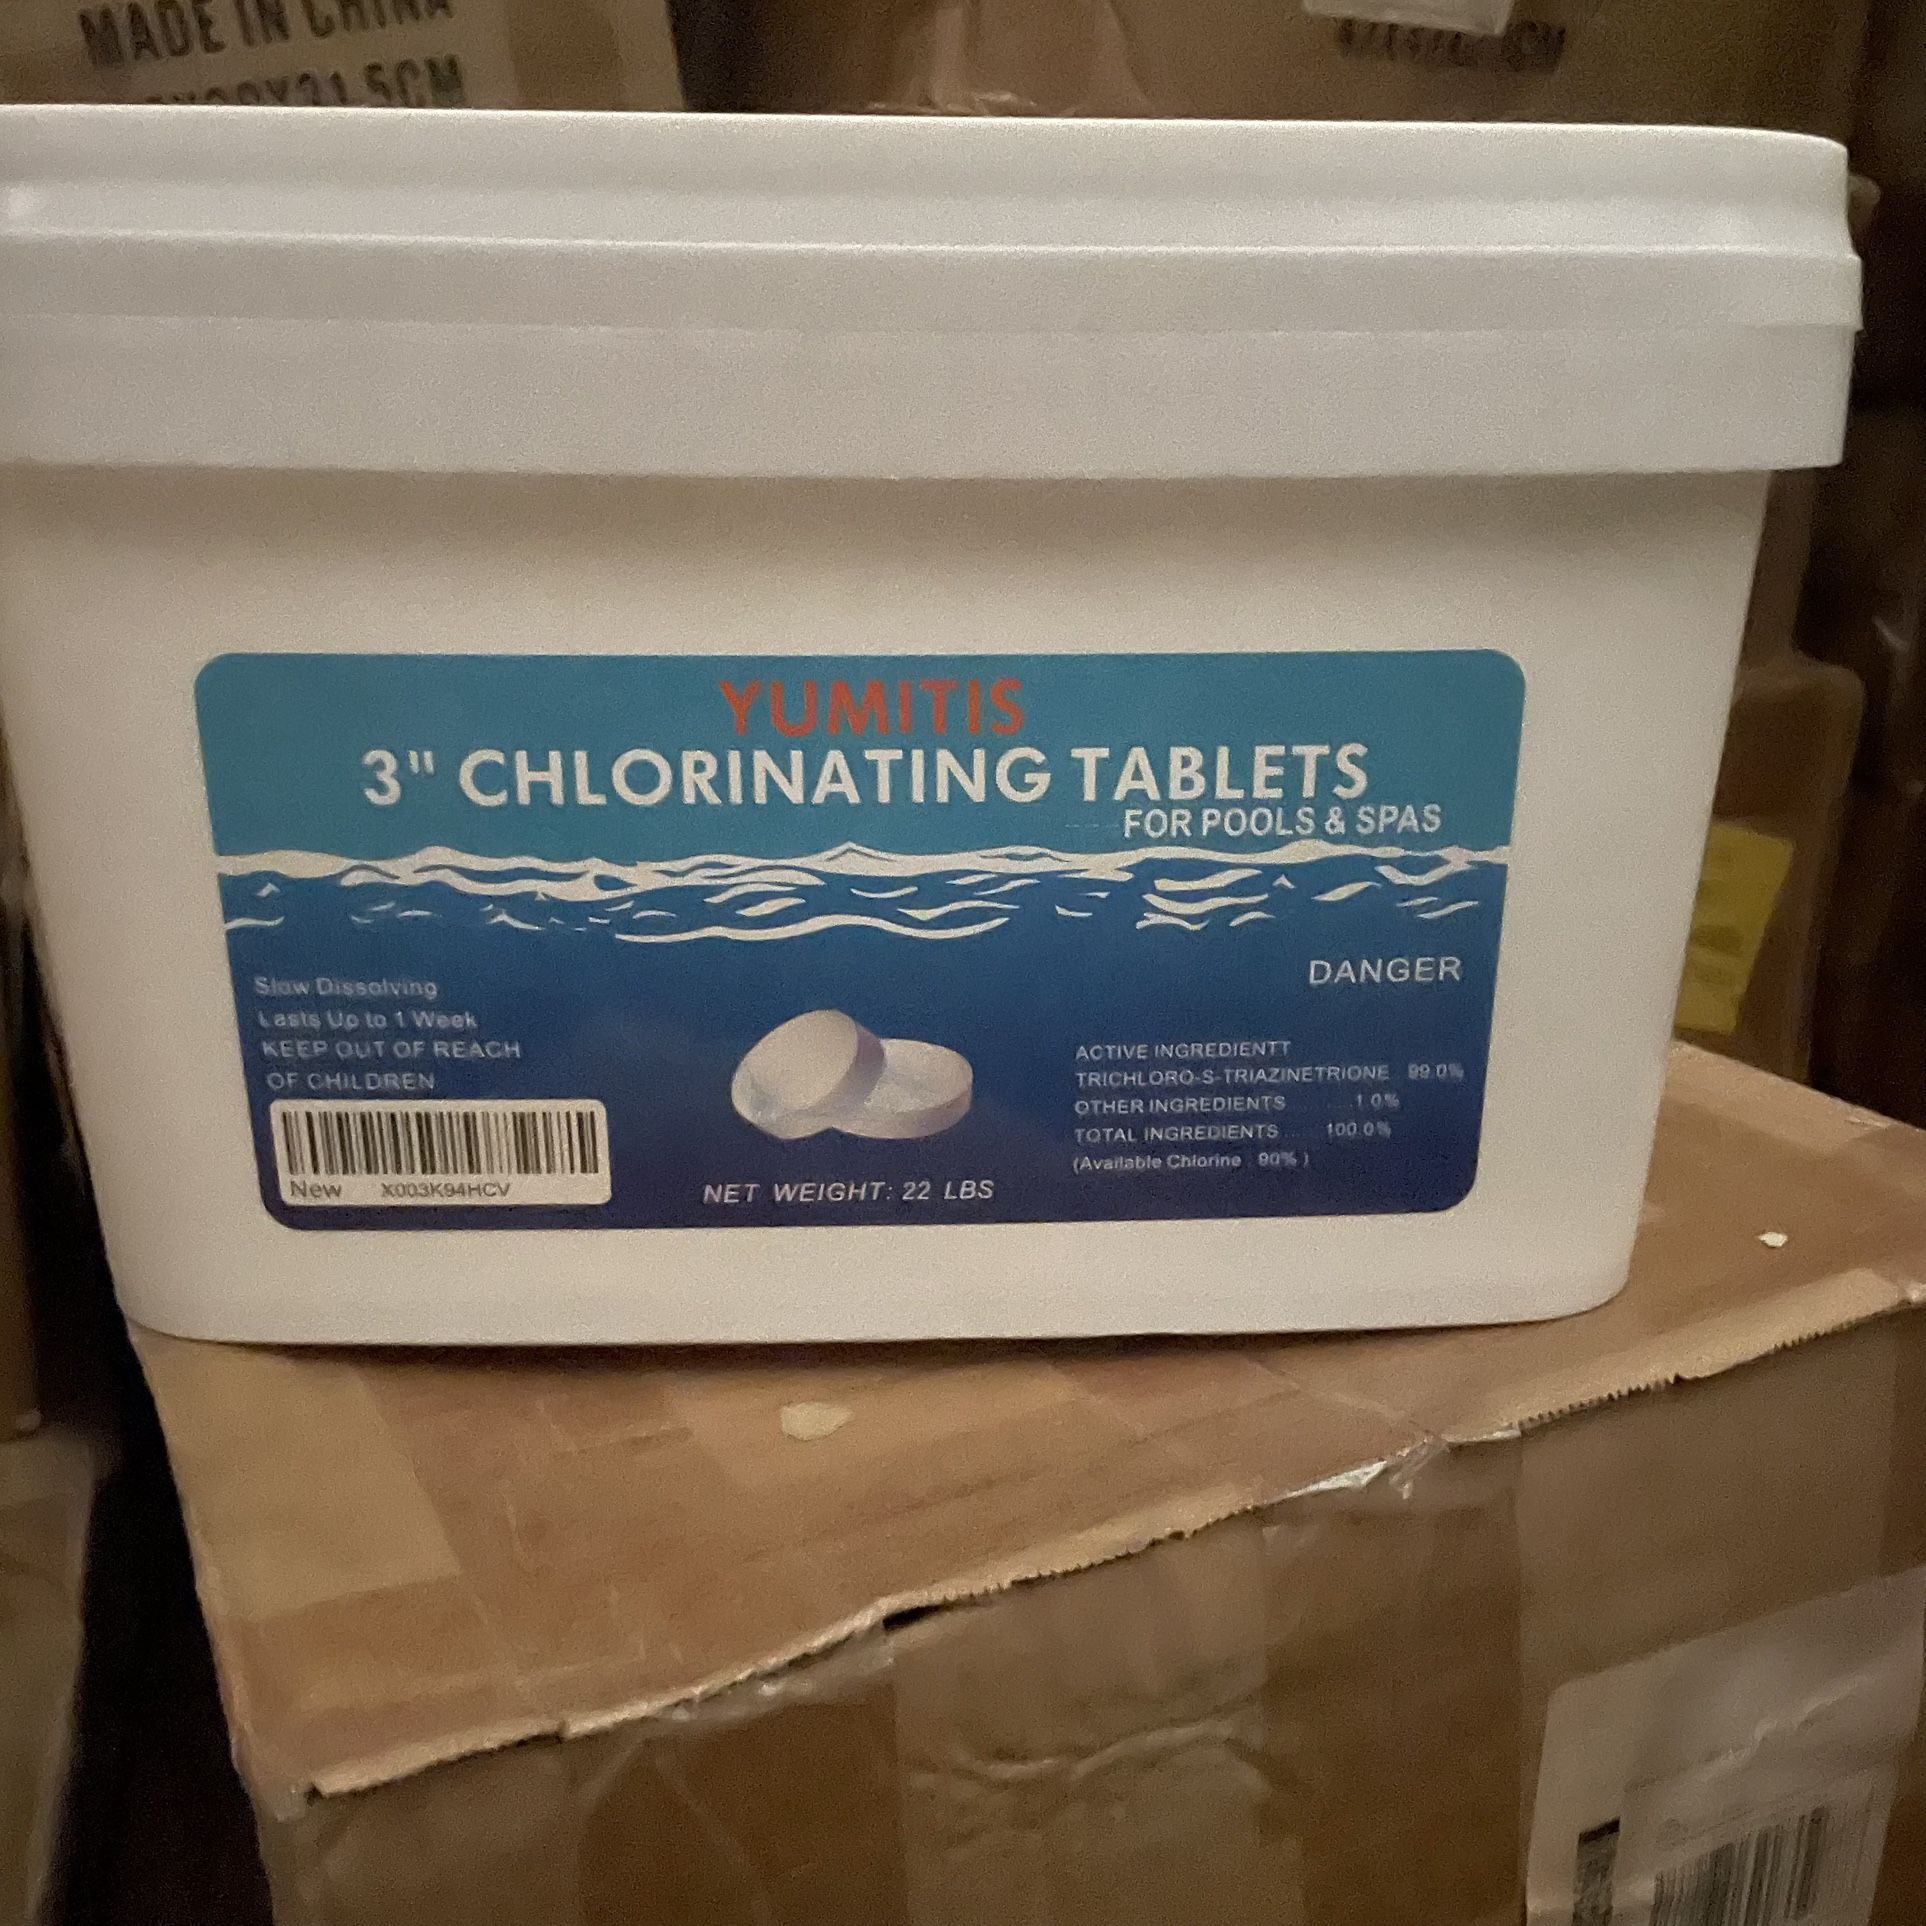 MADE IN CHINA
21.5CM
YUMITIS
3" CHLORINATING TABLETS
FOR POOLS & SPAS
DANGER
Slow Dissolving
Lasts Up to 1 Week
KEEP OUT OF REACH
OF CHILDREN
New X003K94HCV
NET WEIGHT: 22 LBS
ACTIVE INGREDIENTT
TRICHLORO-S-TRIAZINETRIONE 99.0%
OTHER INGREDIENTS .....1.0%
TOTAL INGREDIENTS .... 100.0%
(Available Chlorine : 90%)